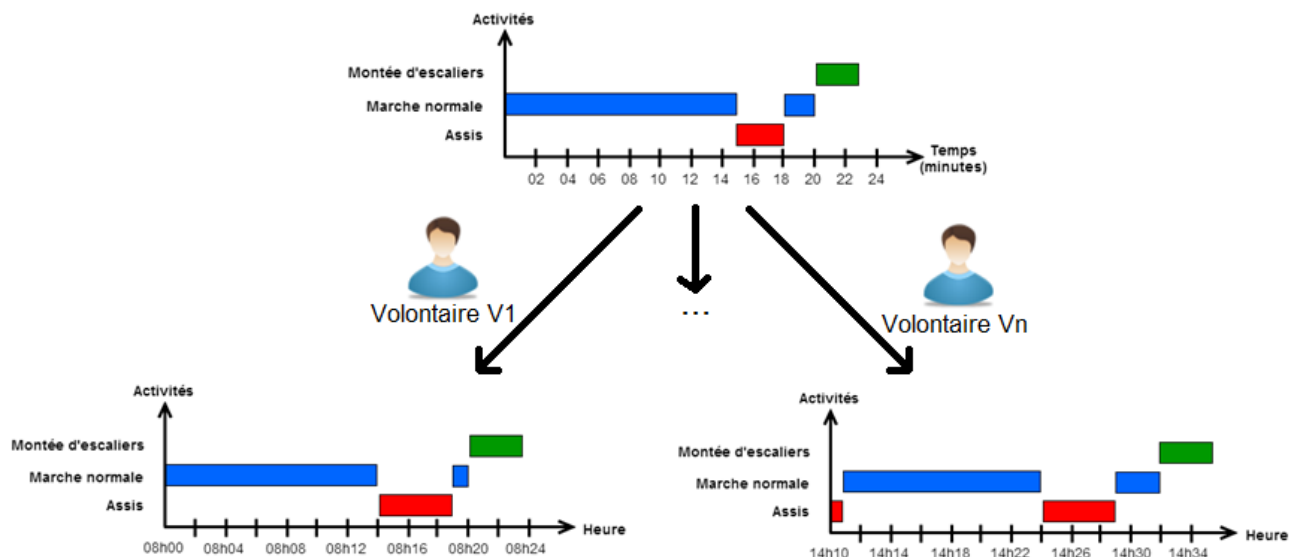 Activités
Montée d'escaliers
Marche normale
Assis
Temps
(minutes)
02 04 06 08 10 12 14 16 18 20 22 24
Volontaire V1
...
Volontaire Vn
Activités
Montée d'escaliers
Marche normale
Assis
Heure
08h00 08h04 08h08 08h12 08h16 08h20 08h24
Activités
Montée d'escaliers
Marche normale
Assis
Heure
14h10 14h14 14h18 14h22 14h26 14h30 14h34